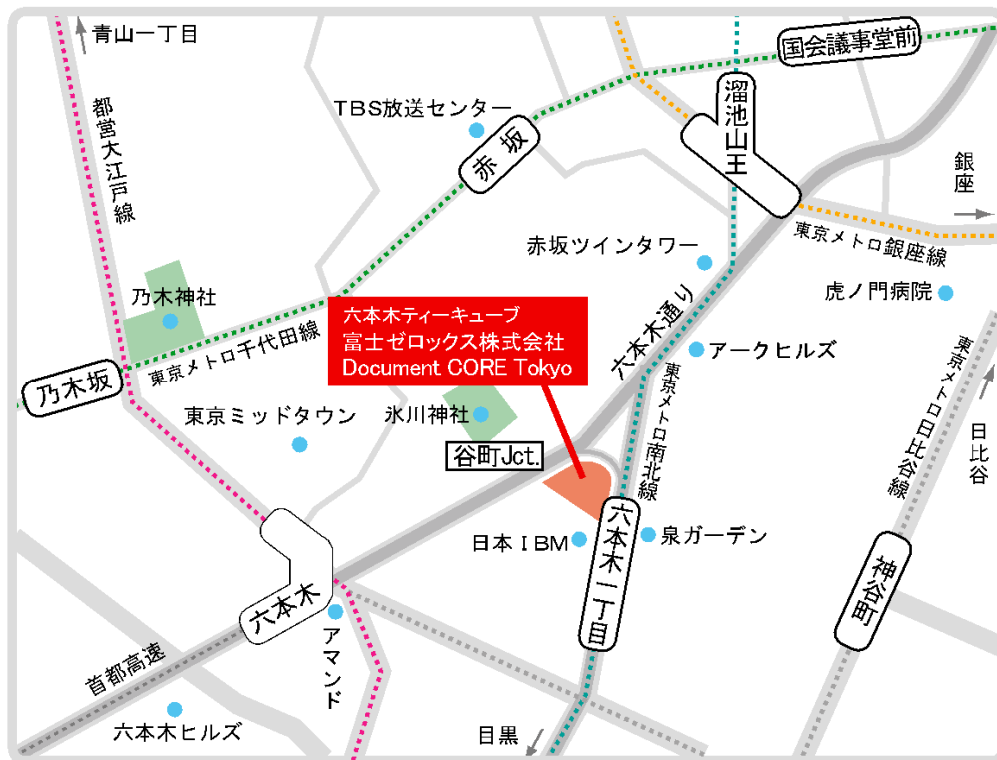 青山一丁目
国会議事堂前
都営大江戸線
TBS放送センター
赤坂
溜池山王
銀座
東京メトロ銀座線
赤坂ツインタワー
虎ノ門病院
乃木神社
東京メトロ千代田線
六本木ティーキューブ
富士ゼロックス株式会社
Document CORE Tokyo
六本木通り
アークヒルズ
東京メトロ日比谷線
日比谷
乃木坂
東京ミッドタウン
氷川神社
東京メトロ南北線
谷町Jct.
日本IBM
六本木一丁目
泉ガーデン
神谷町
六本木
アマンド
首都高速
六本木ヒルズ
目黒